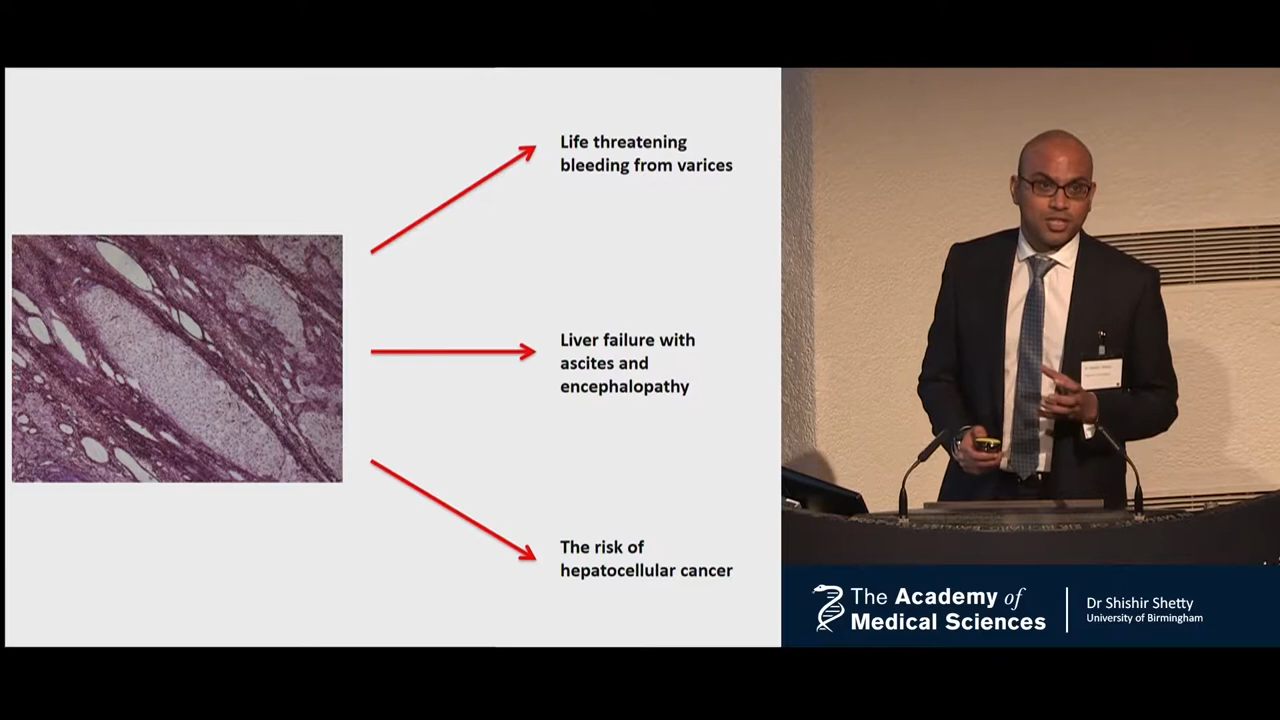 Life threatening
bleeding from varices
Liver failure with
ascites and
encephalopathy
The risk of
hepatocellular cancer
The Academy of
Medical Sciences
Dr Shishir Shetty
University of Birmingham